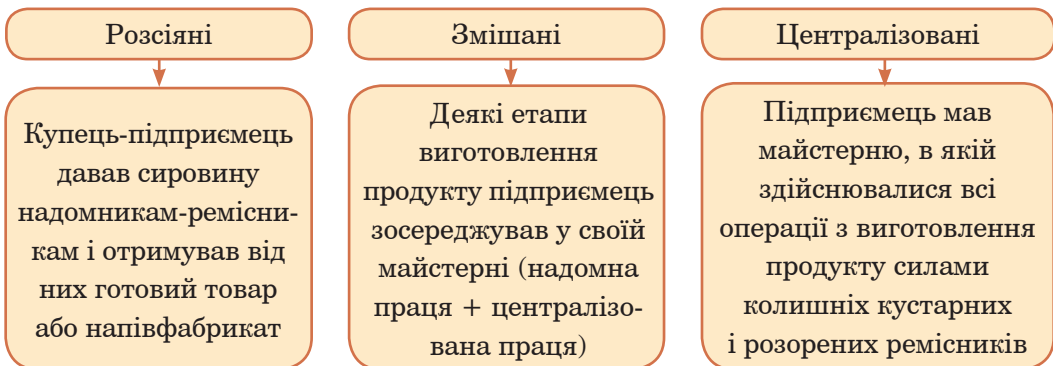 Розсіяні
Купець-підприємець
давав сировину
надомникам-ремісни-
кам і отримував від
них готовий товар
або напівфабрикат
Змішані
Деякі етапи
виготовлення
продукту підприємець
зосереджував у своїй
майстерні (надомна
праця + централізо-
вана праця)
Централізовані
Підприємець мав
майстерню, в якій
здійснювалися всі
операції з виготовлення
продукту силами
колишніх кустарних
і розорених ремісників